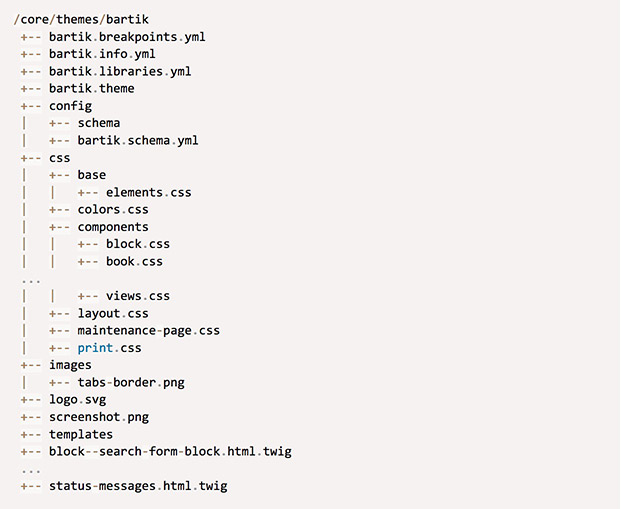 /core/themes/bartik
 +-- bartik.breakpoints.yml
 +-- bartik.info.yml
 +-- bartik.libraries.yml
 +-- bartik.theme
 +-- config
 |   +-- schema
 |   +-- bartik.schema.yml
 +-- css
 |   +-- base
 |   |   +-- elements.css
 |   +-- colors.css
 |   +-- components
 |   |   +-- block.css
 |   |   +-- book.css
 ...
 |   |   +-- views.css
 |   +-- layout.css
 |   +-- maintenance-page.css
 |   +-- print.css
 +-- images
 |   +-- tabs-border.png
 +-- logo.svg
 +-- screenshot.png
 +-- templates
 +-- block--search-form-block.html.twig
 ...
 +-- status-messages.html.twig